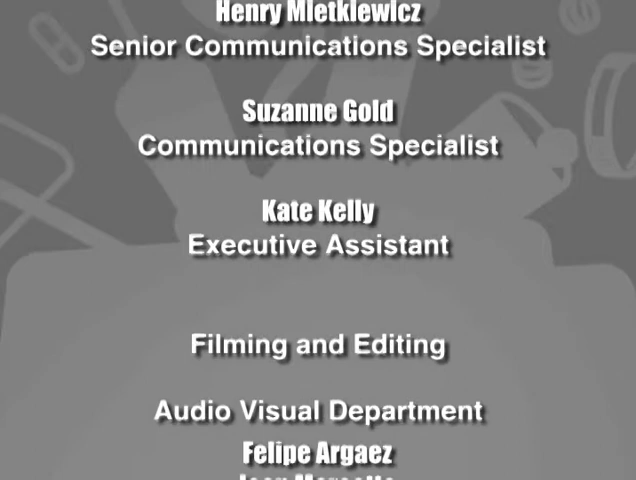 Henry Mietkiewicz
Senior Communications Specialist
Suzanne Gold
Communications Specialist
Kate Kelly
Executive Assistant
Filming and Editing
Audio Visual Department
Felipe Argaez